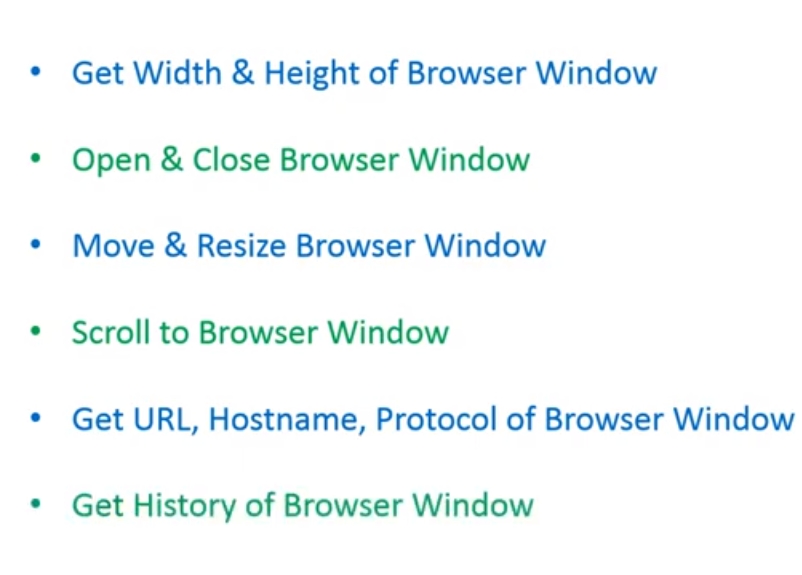 • Get Width & Height of Browser Window
• Open & Close Browser Window
• Move & Resize Browser Window
• Scroll to Browser Window
• Get URL, Hostname, Protocol of Browser Window
• Get History of Browser Window